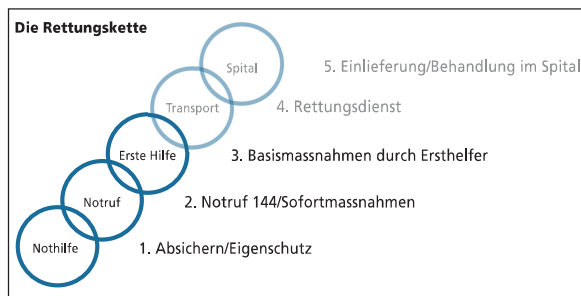 Die Rettungskette
Spital
5. Einlieferung/Behandlung im Spital
Transport
4. Rettungsdienst
Erste Hilfe
3. Basismassnahmen durch Ersthelfer
Notruf
2. Notruf 144/Sofortmassnahmen
Nothilfe
1. Absichern/Eigenschutz